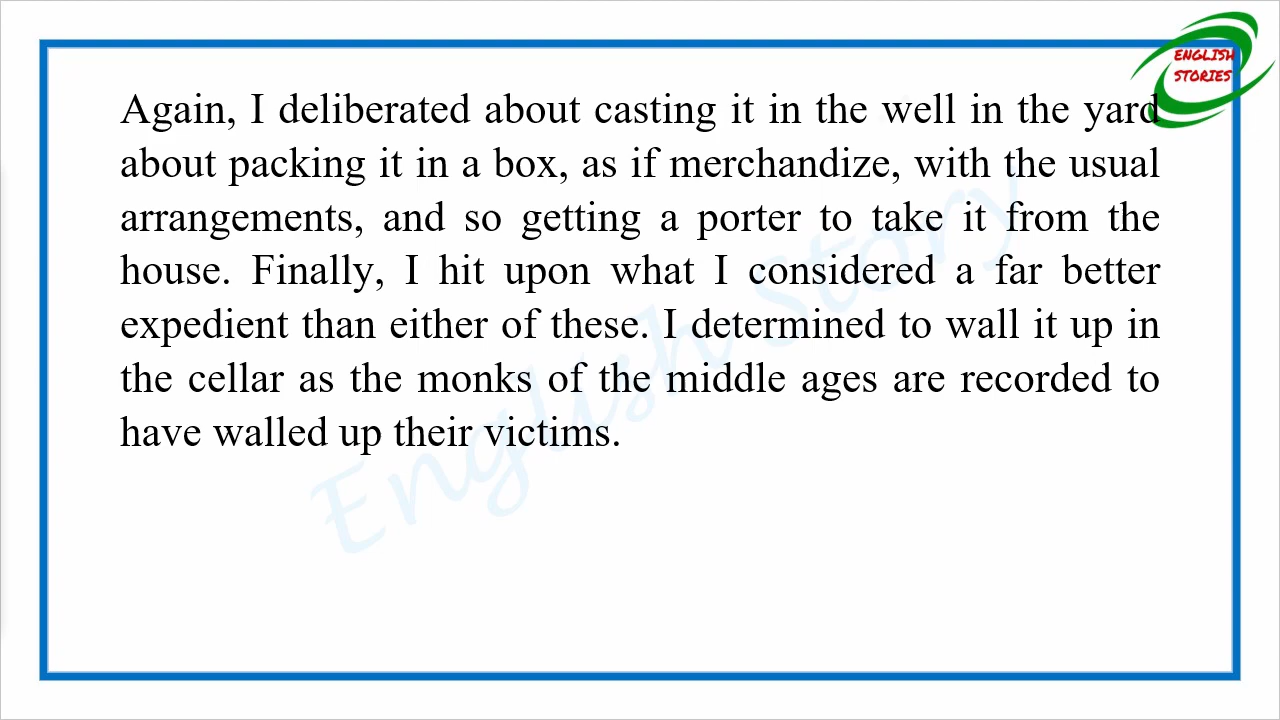 ENGLISH
STORIES
Again, I deliberated about casting it in the well in the yard
about packing it in a box, as if merchandize, with the usual
arrangements, and so getting a porter to take it from the
house. Finally, I hit upon what I considered a far better
expedient than either of these. I determined to wall it up in
the cellar as the monks of the middle ages are recorded to
have walled up their victims.
English Story